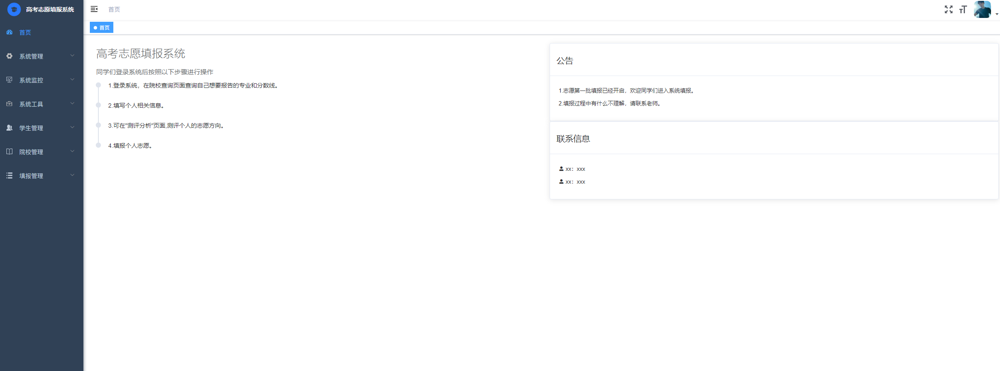 高考志愿填报系统
首页
系统管理
系统监控
系统工具
学生管理
院校管理
填报管理
首页
首页
高考志愿填报系统
同学们登录系统后按照以下步骤进行操作
1.登录系统，在院校查询页面查询自己想要报告的专业和分数线。
2.填写个人相关信息。
3.可在"测评分析"页面,测评个人的志愿方向。
4.填报个人志愿。
公告
1.志愿第一批填报已经开启，欢迎同学们进入系统填报。
2.填报过程中有什么不理解，请联系老师。
联系信息
xx：xxx
xx：xxx